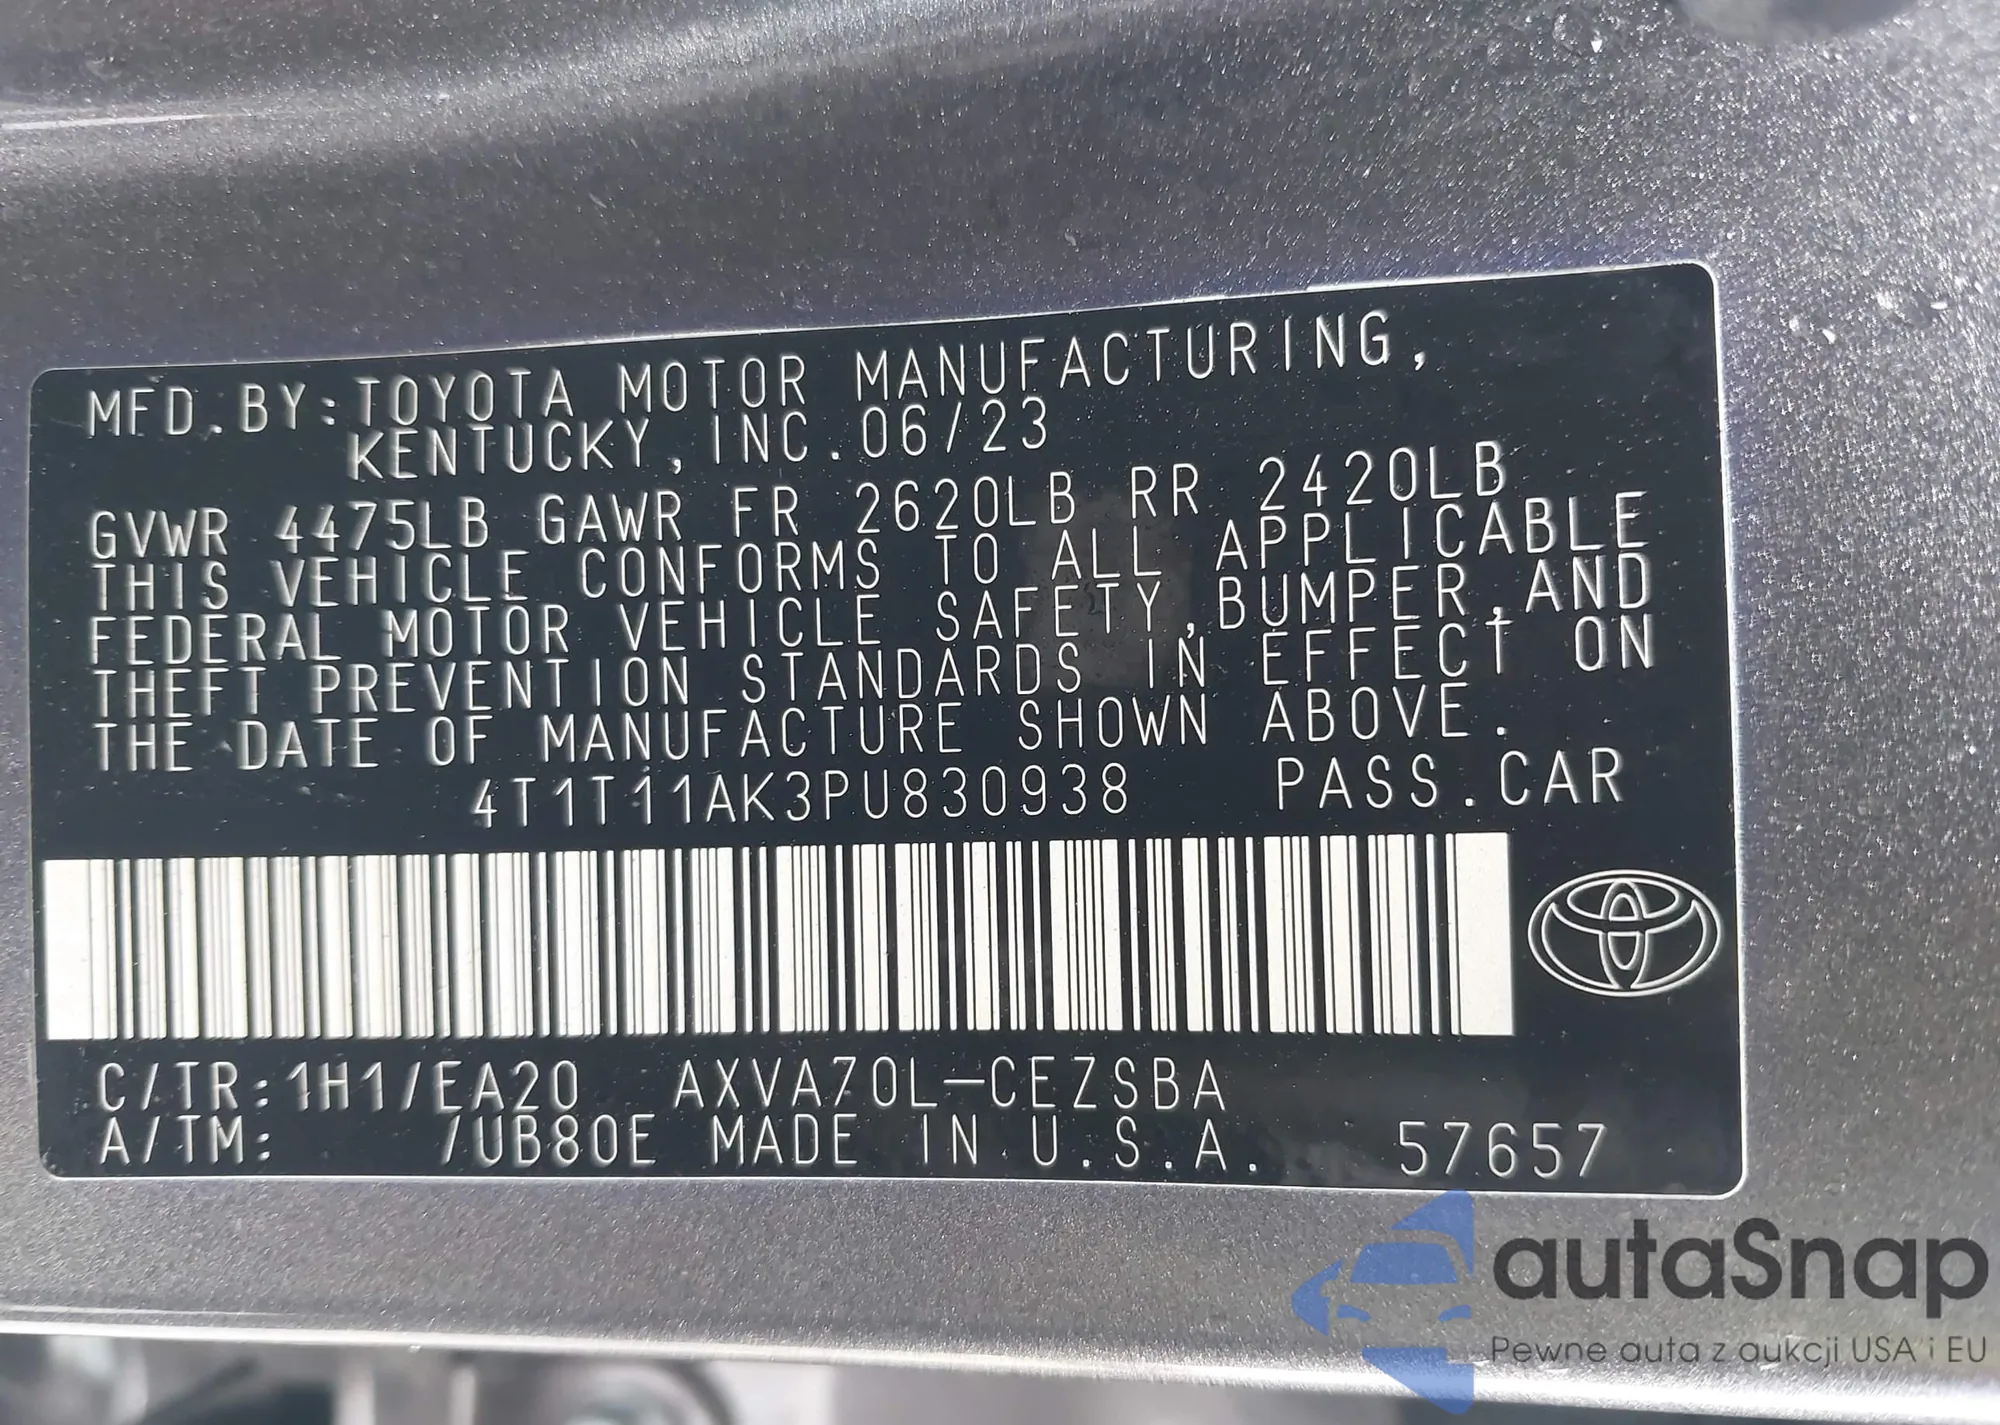 MFD.BY:TOYOTA MOTOR MANUFACTURING,
KENTUCKY, INC. 06/23
GVWR 4475LB GAWR FR 2620LB RR 2420LB
THIS VEHICLE CONFORMS TO ALL APPLICABLE
FEDERAL MOTOR VEHICLE SAFETY,BUMPER,AND
THEFT PREVENTION STANDARDS IN EFFECT ON
THE DATE OF MANUFACTURE SHOWN ABOVE.
4T1T11AK3PU830938 PASS.CAR
C/TR:1H1/EA20 AXVA70L-CEZSBA
A/TM: /UB80E MADE IN U.S.A. 57657
autaSnap
Pewne auta z aukcji USA i EU